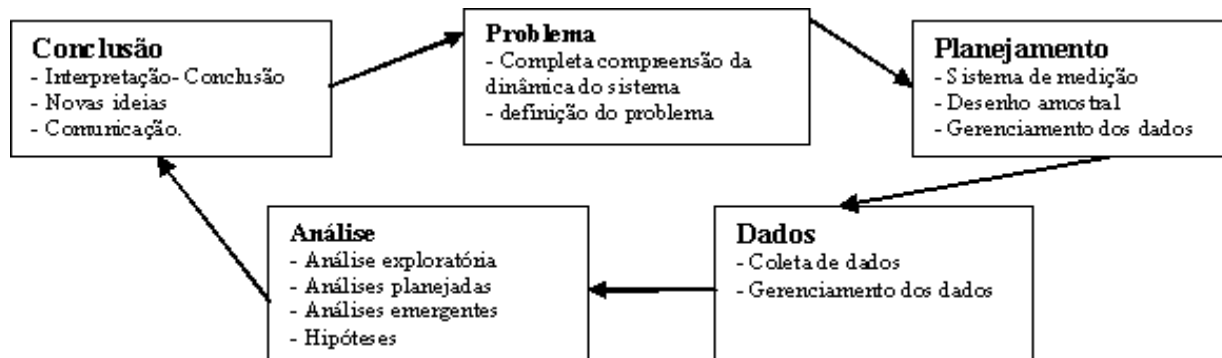 Conclusão
- Interpretação- Conclusão
- Novas ideias
- Comunicação.
Problema
- Completa compreensão da
dinâmica do sistema
- definição do problema
Planejamento
- Sistema de medição
- Desenho amostral
- Gerenciamento dos dados
Análise
- Análise exploratória
- Análises planejadas
- Análises emergentes
- Hipóteses
Dados
- Coleta de dados
- Gerenciamento dos dados